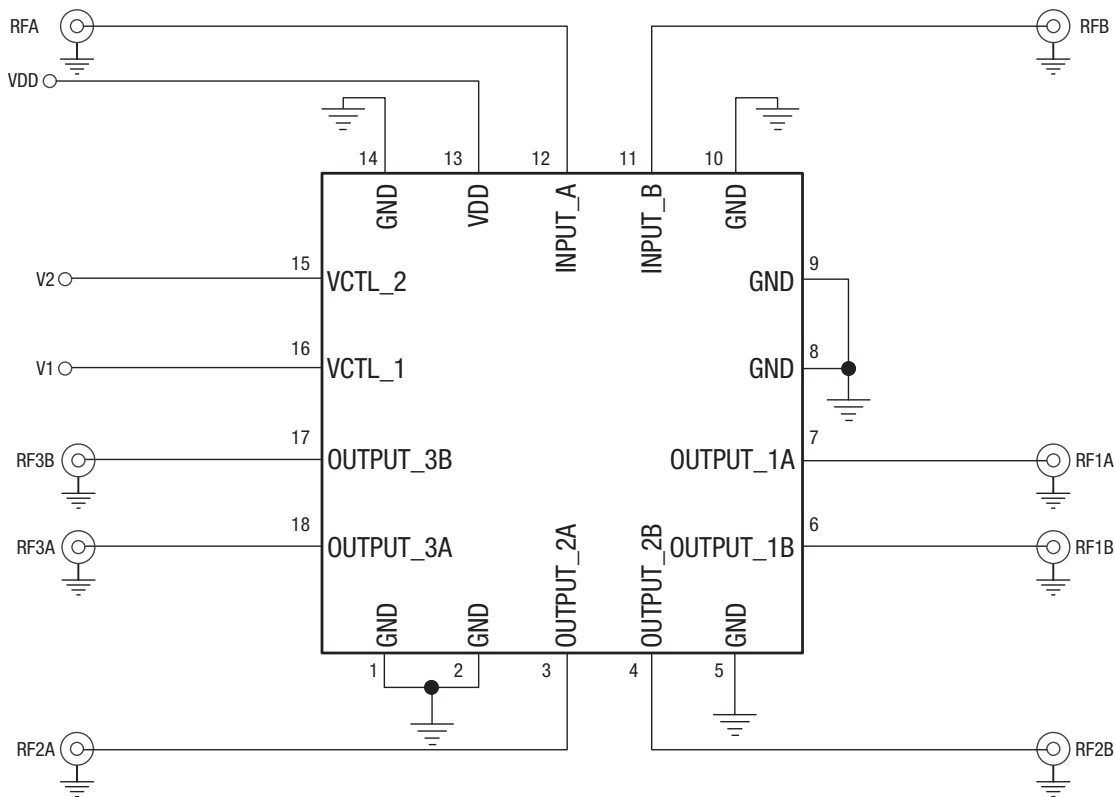 RFA
RFB
VDD
14
13
12
11
10
GND
VDD
INPUT_A
INPUT_B
GND
V2
15
VCTL_2
GND
9
V1
16
VCTL_1
GND
8
RF3B
17
OUTPUT_3B
OUTPUT_1A
7
RF1A
RF3A
18
OUTPUT_3A
OUTPUT_1B
6
RF1B
GND
GND
OUTPUT_2A
OUTPUT_2B
GND
1
2
3
4
5
RF2A
RF2B